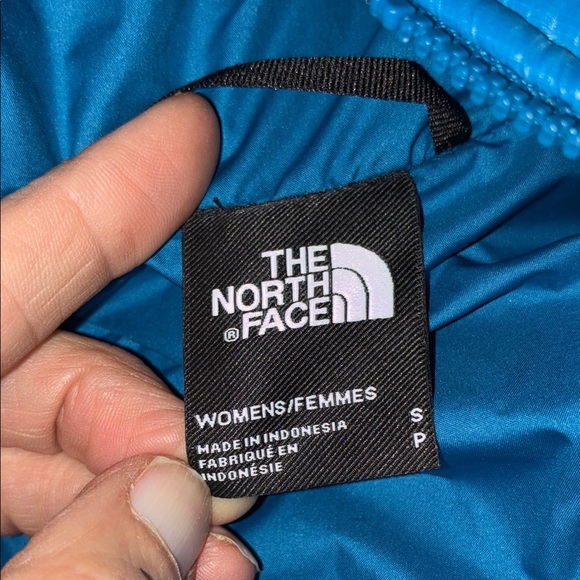 THE
NORTH
® FACE
WOMENS/FEMMES
S
P
MADE IN INDONESIA
FABRIQUÉ EN
INDONÉSIE